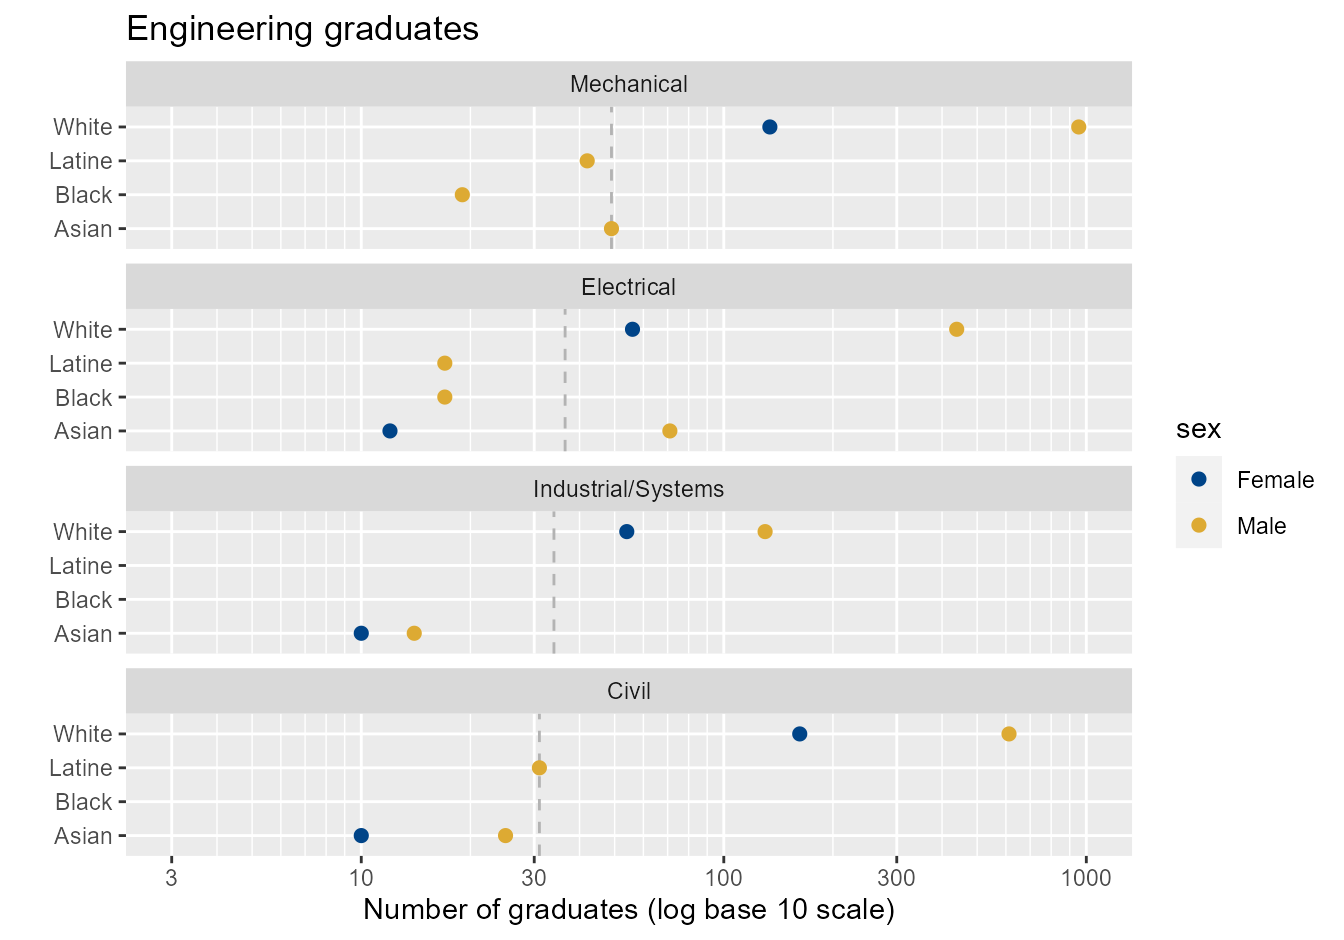 Engineering graduates
Mechanical
White
Latine
Black
Asian
Electrical
White
Latine
Black
Asian
Industrial/Systems
White
Latine
Black
Asian
Civil
White
Latine
Black
Asian
3 10 30 100 300 1000
Number of graduates (log base 10 scale)
sex
Female
Male